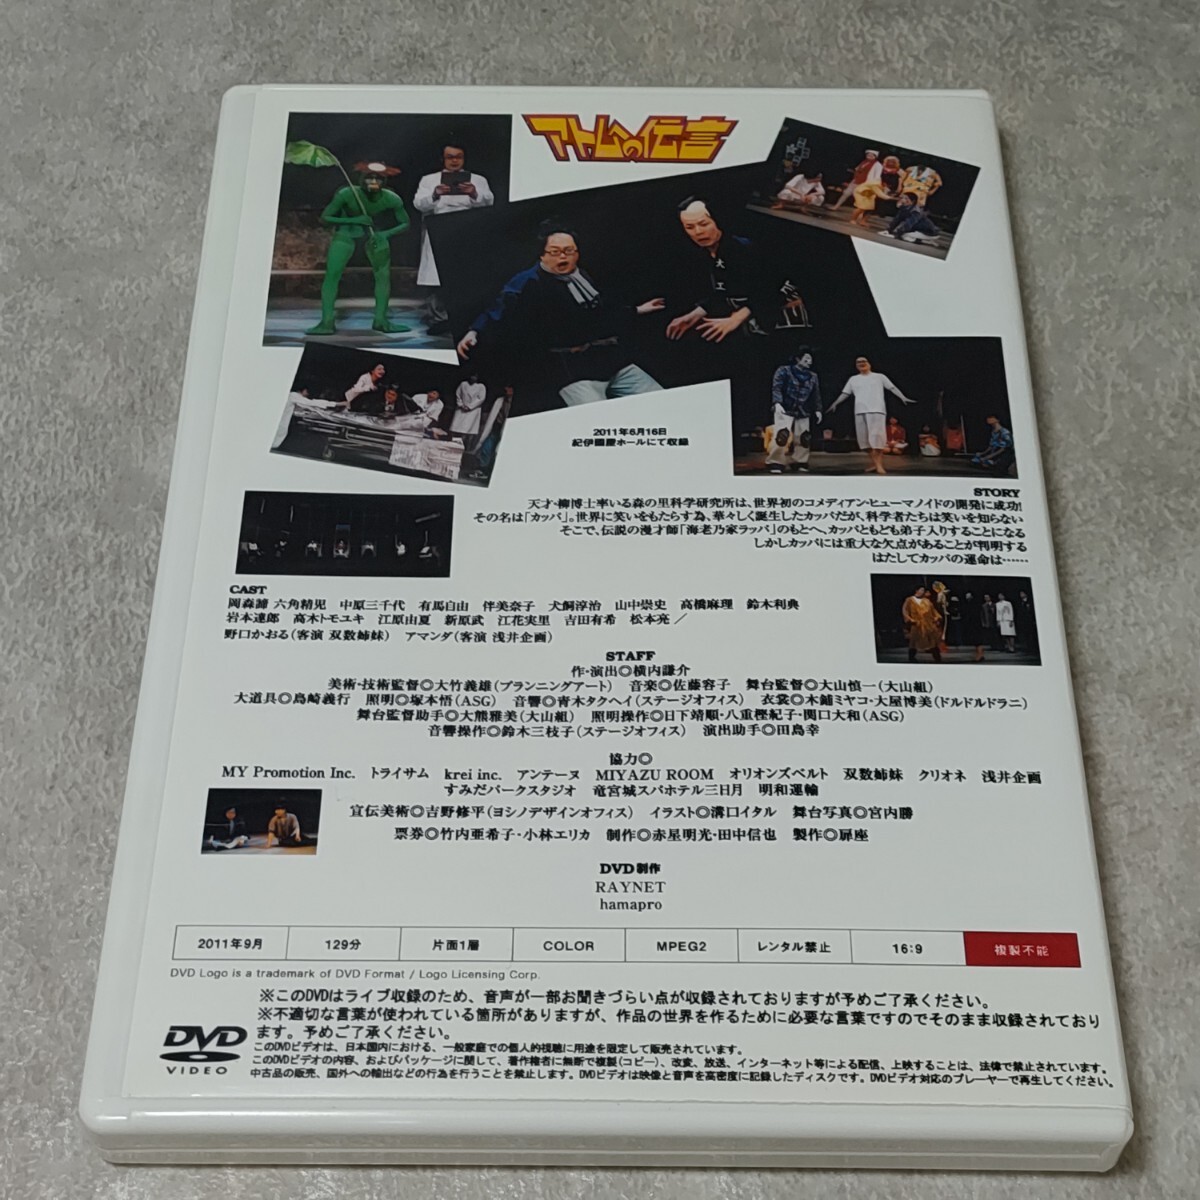 アトムへの伝言
大工
2011年6月16日
紀伊國屋ホールにて収録
STORY
天才・柳博士率いる森の里科学研究所は、世界初のコメディアン・ヒューマノイドの開発に成功!
その名は「カッパ」。世界に笑いをもたらす為、華々しく誕生したカッパだが、科学者たちは笑いを知らない
そこで、伝説の漫才師「海老乃家ラッパ」のもとへ、カッパともども弟子入りすることになる
しかしカッパには重大な欠点があることが判明する
はたしてカッパの運命は……
CAST
岡森諦 六角精児 中原三千代 有馬自由 伴美奈子 犬飼淳治 山中崇史 高橋麻理 鈴木利典
岩本達郎 高木トモユキ 江原由夏 新原武 江花実里 吉田有希 松本亮 /
野口かおる(客演 双数姉妹) アマンダ(客演 浅井企画)
STAFF
作・演出◎横内謙介
美術・技術監督◎大竹義雄(プランニングアート) 音楽◎佐藤容子 舞台監督◎大山慎一(大山組)
大道具◎島崎義行 照明◎塚本悟(ASG) 音響◎青木タクヘイ(ステージオフィス) 衣裳◎木鋪ミヤコ・大屋博美(ドルドルドラニ)
舞台監督助手◎大熊雅美(大山組) 照明操作◎日下靖順・八重樫紀子・関口大和(ASG)
音響操作◎鈴木三枝子(ステージオフィス) 演出助手◎田島幸
協力◎
MY Promotion Inc. トライサム krei inc. アンテーヌ MIYAZU ROOM オリオンズベルト 双数姉妹 クリオネ 浅井企画
すみだパークスタジオ 竜宮城スパホテル三日月 明和運輸
宣伝美術◎吉野修平(ヨシノデザインオフィス) イラスト◎溝口イタル 舞台写真◎宮内勝
票券◎竹内亜希子・小林エリカ 制作◎赤星明光・田中信也 製作◎扉座
DVD制作
RAYNET
hamapro
2011年9月 129分 片面1層 COLOR MPEG2 レンタル禁止 16:9 複製不能
DVD Logo is a trademark of DVD Format / Logo Licensing Corp.
※このDVDはライブ収録のため、音声が一部お聞きづらい点が収録されておりますが予めご了承ください。
※不適切な言葉が使われている箇所がありますが、作品の世界を作るために必要な言葉ですのでそのまま収録されており
ます。予めご了承ください。
DVD
VIDEO
このDVDビデオは、日本国内における、一般家庭での個人的視聴に用途を限定して販売されています。
このDVDビデオの内容、およびパッケージに関して、著作権者に無断で複製(コピー)、改変、放送、インターネット等による配信、上映することは、法律で禁止されています。
中古品の販売、国外への輸出などの行為を行うことを禁止します。DVDビデオは映像と音声を高密度に記録したディスクです。DVDビデオ対応のプレーヤーで再生してください。